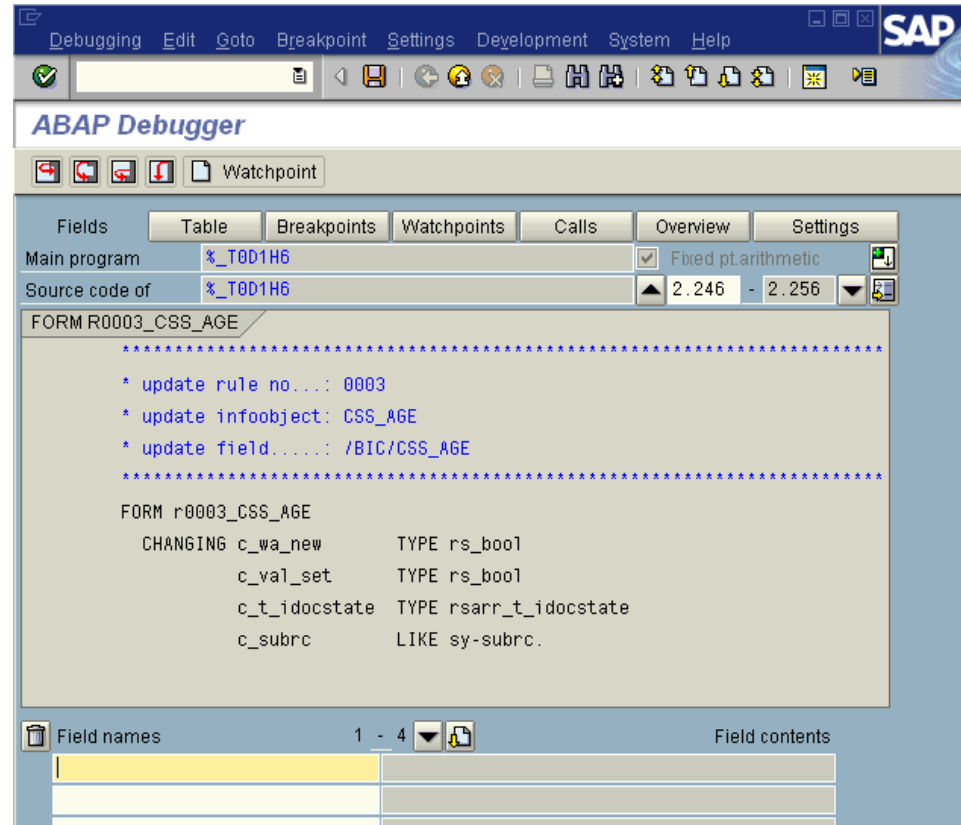 Debugging Edit Goto Breakpoint Settings Development System Help
SAP
ABAP Debugger
Watchpoint
Fields Table Breakpoints Watchpoints Calls Overview Settings
Main program %_T0D1H6 Fixed pt.arithmetic
Source code of %_T0D1H6 2.246 - 2.256
FORM R0003_CSS_AGE
************************************************************************
* update rule no...: 0003
* update infoobject: CSS_AGE
* update field.....: /BIC/CSS_AGE
************************************************************************
FORM r0003_CSS_AGE
CHANGING c_wa_new TYPE rs_bool
c_val_set TYPE rs_bool
c_t_idocstate TYPE rsarr_t_idocstate
c_subrc LIKE sy-subrc.
Field names 1 - 4 Field contents